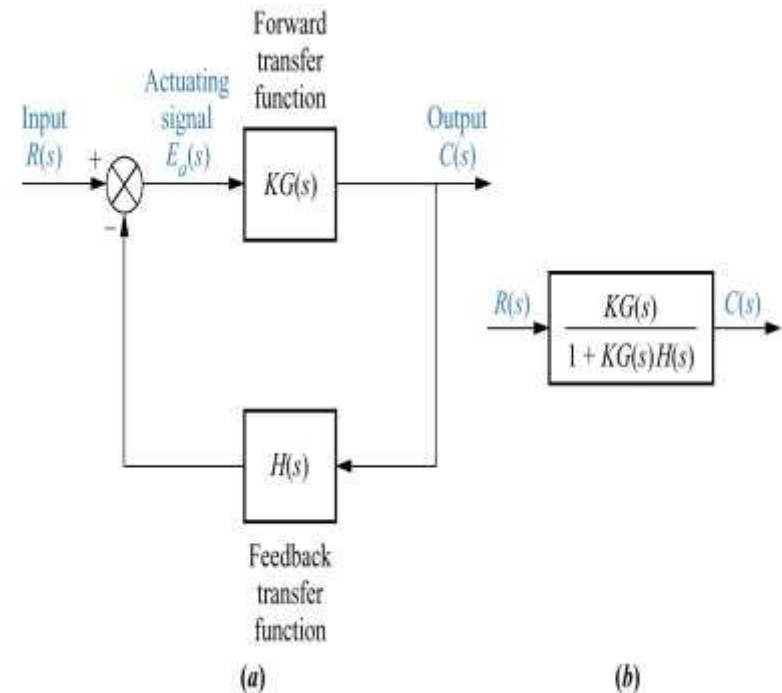 Forward
transfer
function
Actuating
signal
E_a(s)
Input
R(s)
Output
C(s)
+
KG(s)
−
R(s)
KG(s)
1 + KG(s)H(s)
C(s)
H(s)
Feedback
transfer
function
(a)
(b)